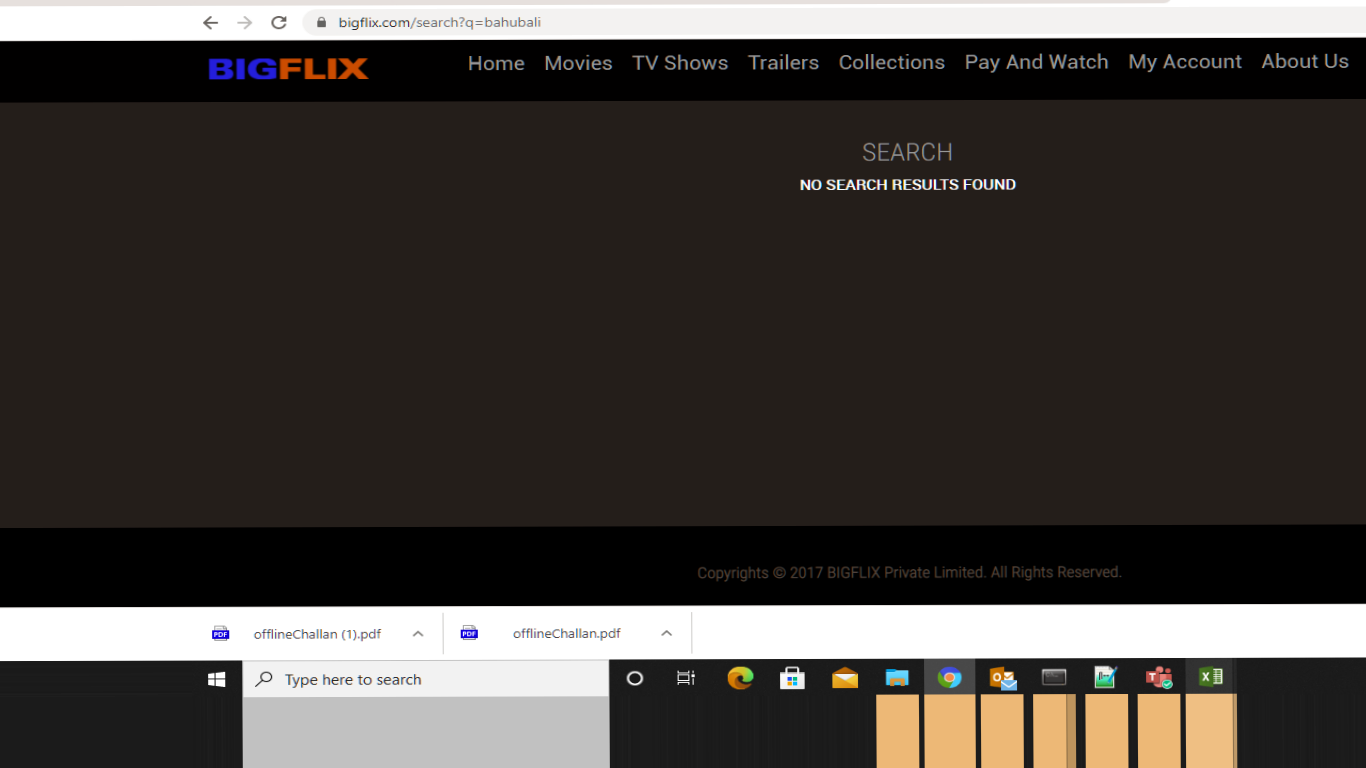 bigflix.com/search?q=bahubali
BIGFLIX Home Movies TV Shows Trailers Collections Pay And Watch My Account About Us
SEARCH
NO SEARCH RESULTS FOUND
Copyrights © 2017 BIGFLIX Private Limited. All Rights Reserved.
PDF offlineChallan (1).pdf PDF offlineChallan.pdf
Type here to search